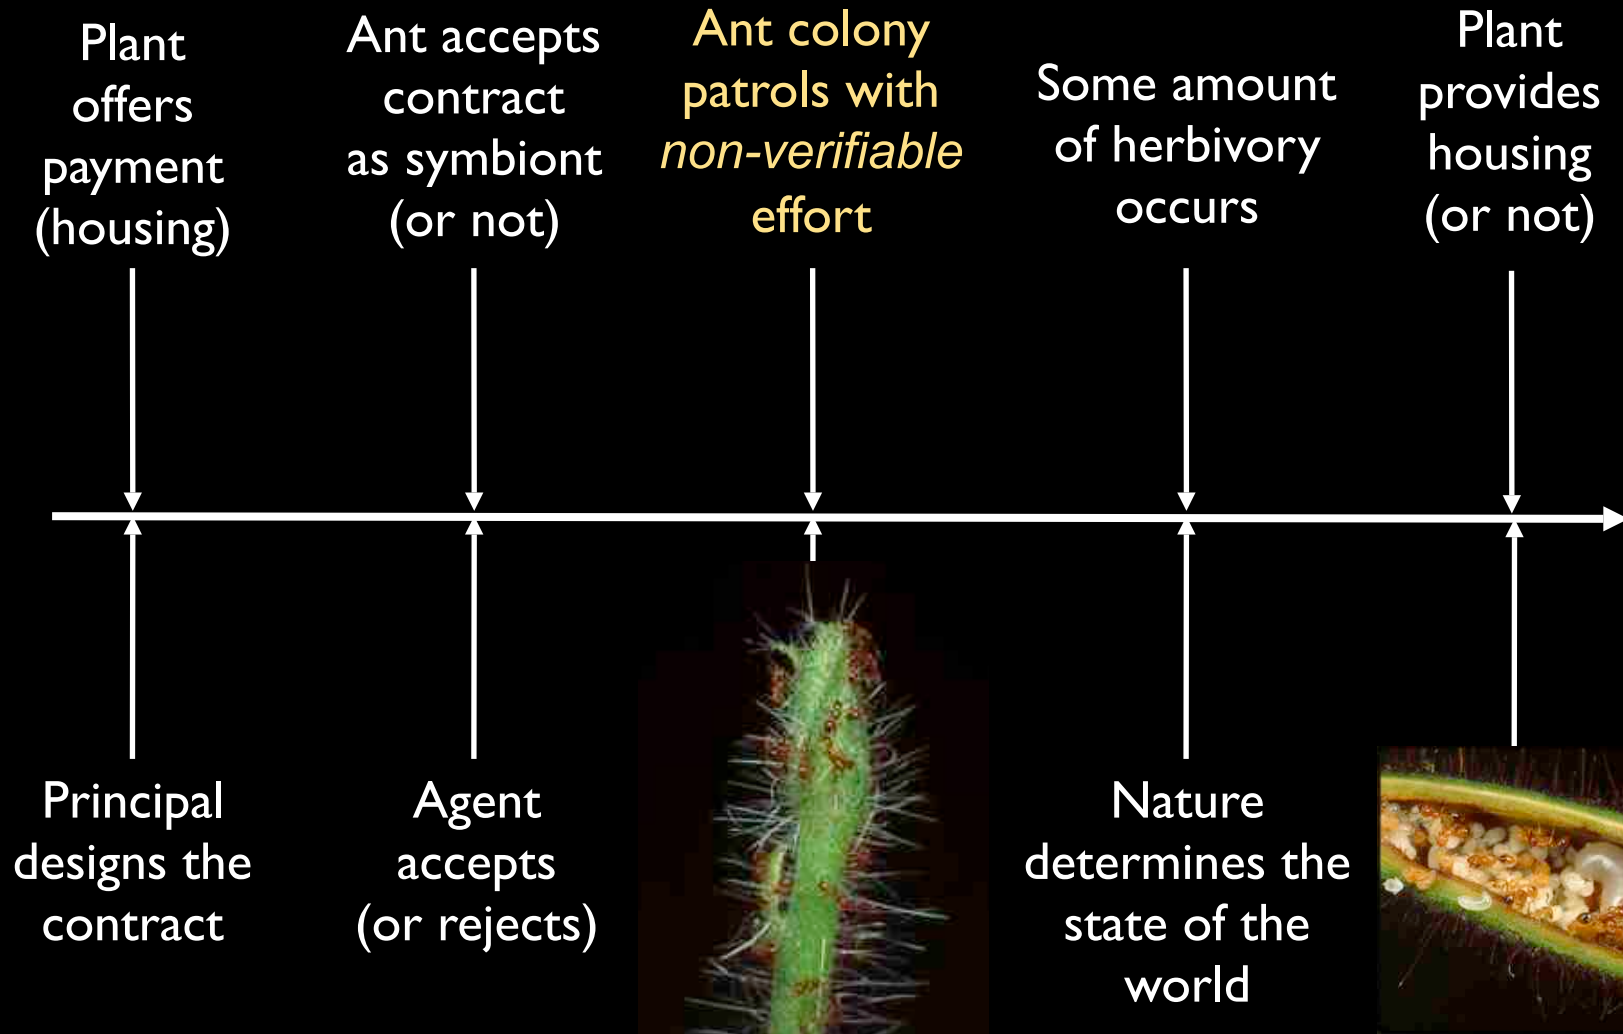 Plant
offers
payment
(housing)
Ant accepts
contract
as symbiont
(or not)
Ant colony
patrols with
non-verifiable
effort
Some amount
of herbivory
occurs
Plant
provides
housing
(or not)
Principal
designs the
contract
Agent
accepts
(or rejects)
Nature
determines the
state of the
world